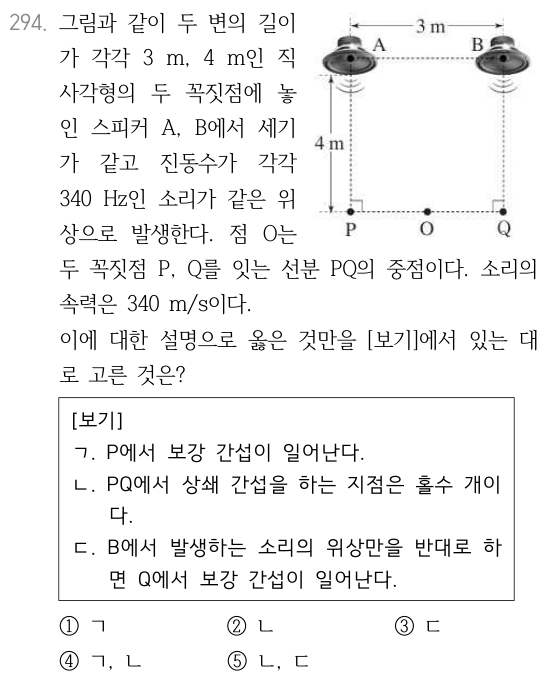 294. 그림과 같이 두 변의 길이
가 각각 3 m, 4 m인 직
사각형의 두 꼭짓점에 놓
인 스피커 A, B에서 세기
가 같고 진동수가 각각
340 Hz인 소리가 같은 위
상으로 발생한다. 점 O는
두 꼭짓점 P, Q를 잇는 선분 PQ의 중점이다. 소리의
속력은 340 m/s이다.
3 m
A
B
4 m
P
O
Q
이에 대한 설명으로 옳은 것만을 [보기]에서 있는 대
로 고른 것은?
[보기]
ㄱ. P에서 보강 간섭이 일어난다.
ㄴ. PQ에서 상쇄 간섭을 하는 지점은 홀수 개이
다.
ㄷ. B에서 발생하는 소리의 위상만을 반대로 하
면 Q에서 보강 간섭이 일어난다.
① ㄱ ② ㄴ ③ ㄷ
④ ㄱ, ㄴ ⑤ ㄴ, ㄷ